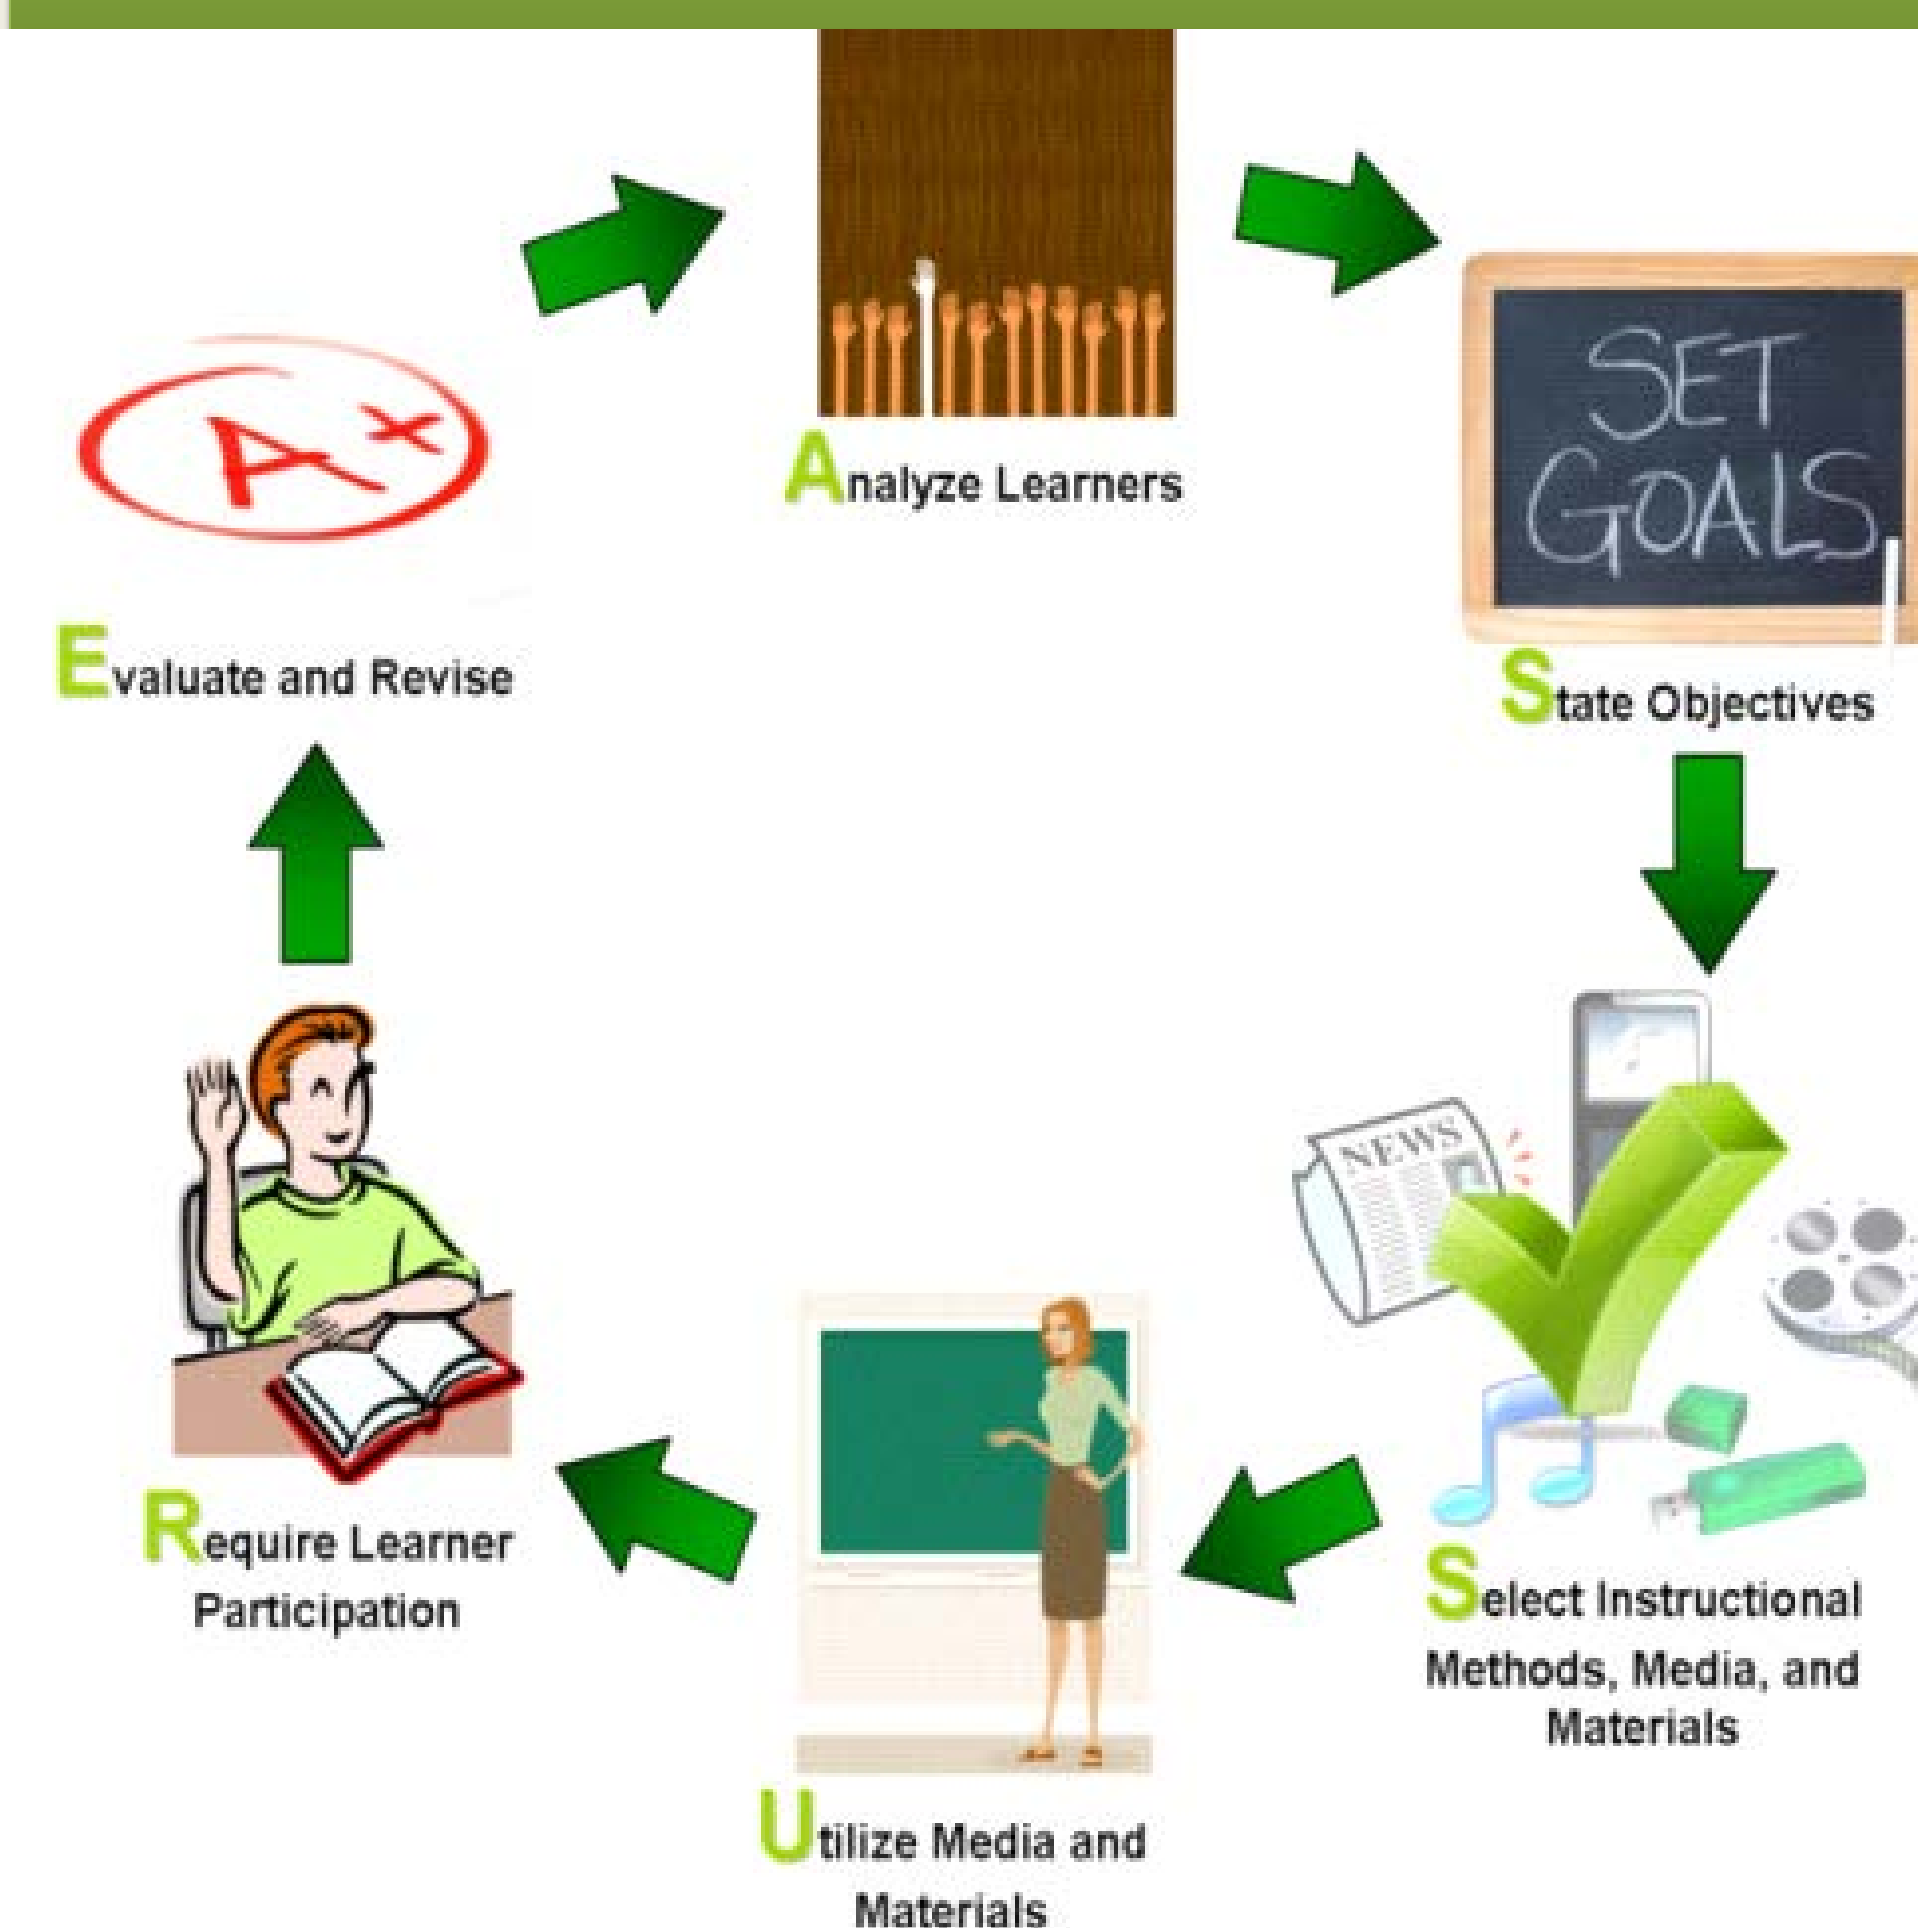 Analyze Learners
SET
GOALS
State Objectives
NEWS
Select Instructional
Methods, Media, and
Materials
Utilize Media and
Materials
Require Learner
Participation
A+
Evaluate and Revise